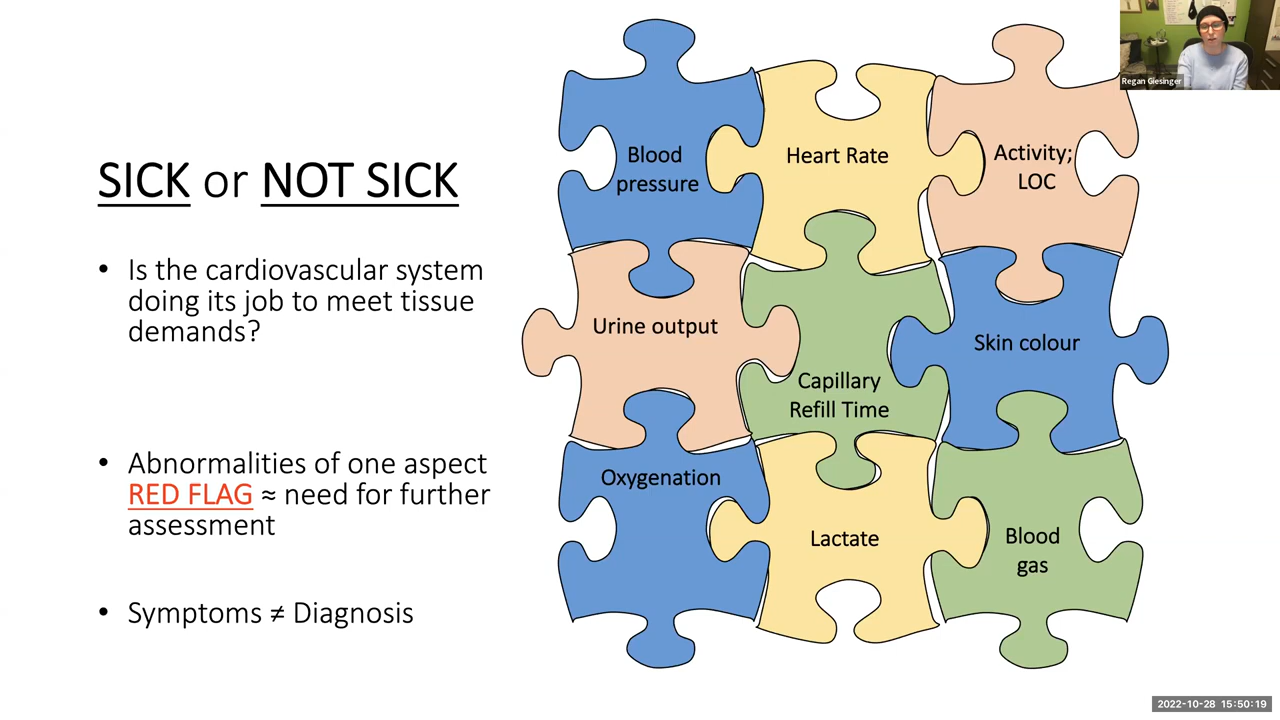 SICK or NOT SICK
• Is the cardiovascular system
doing its job to meet tissue
demands?
• Abnormalities of one aspect
RED FLAG ≈ need for further
assessment
• Symptoms ≠ Diagnosis
Blood
pressure
Heart Rate
Activity;
LOC
Urine output
Capillary
Refill Time
Skin colour
Oxygenation
Lactate
Blood
gas
Regan Giesinger
2022-10-28 15:50:19